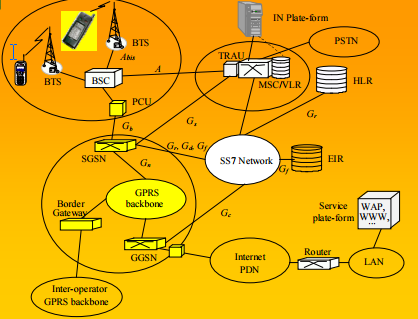 IN Plate-form
BTS
TRAU
PSTN
Abis
A
BTS
BSC
MSC/VLR
HLR
PCU
Gb
Gs
Gr
Gr, Gd, Gf
SGSN
SS7 Network
Gf
EIR
Gn
GPRS
backbone
Gc
Border
Gateway
GGSN
Service
plate-form
WAP,
WWW,
Internet
PDN
Router
LAN
Inter-operator
GPRS backbone